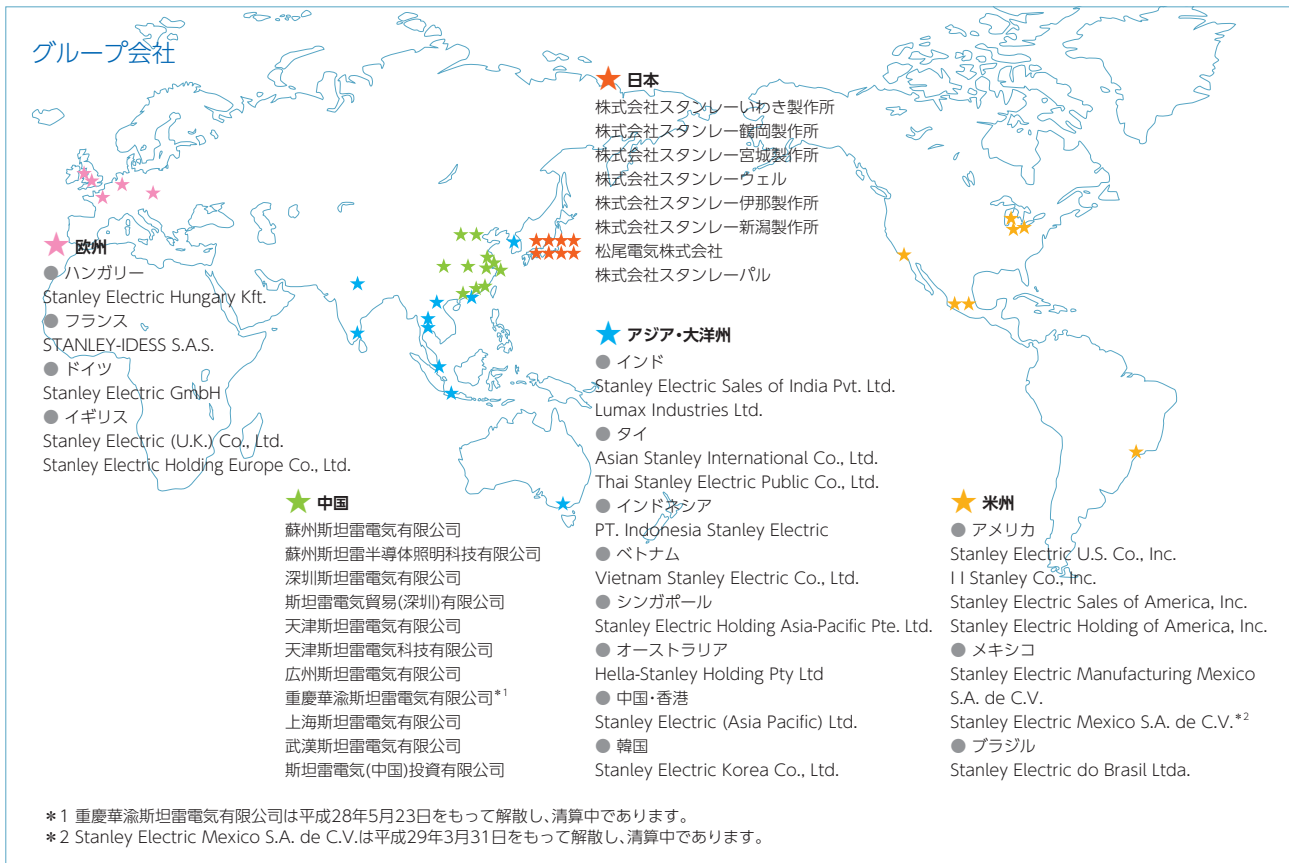 グループ会社
日本
株式会社スタンレーいわき製作所
株式会社スタンレー鶴岡製作所
株式会社スタンレー宮城製作所
株式会社スタンレーウェル
株式会社スタンレー伊那製作所
株式会社スタンレー新潟製作所
松尾電気株式会社
株式会社スタンレーパル
欧州
● ハンガリー
Stanley Electric Hungary Kft.
● フランス
STANLEY-IDESS S.A.S.
● ドイツ
Stanley Electric GmbH
● イギリス
Stanley Electric (U.K.) Co., Ltd.
Stanley Electric Holding Europe Co., Ltd.
中国
蘇州斯坦雷電気有限公司
蘇州斯坦雷半導体照明科技有限公司
深圳斯坦雷電気有限公司
斯坦雷電気貿易(深圳)有限公司
天津斯坦雷電気有限公司
天津斯坦雷電気科技有限公司
広州斯坦雷電気有限公司
重慶華渝斯坦雷電気有限公司*1
上海斯坦雷電気有限公司
武漢斯坦雷電気有限公司
斯坦雷電気(中国)投資有限公司
アジア・大洋州
● インド
Stanley Electric Sales of India Pvt. Ltd.
Lumax Industries Ltd.
● タイ
Asian Stanley International Co., Ltd.
Thai Stanley Electric Public Co., Ltd.
● インドネシア
PT. Indonesia Stanley Electric
● ベトナム
Vietnam Stanley Electric Co., Ltd.
● シンガポール
Stanley Electric Holding Asia-Pacific Pte. Ltd.
● オーストラリア
Hella-Stanley Holding Pty Ltd
● 中国・香港
Stanley Electric (Asia Pacific) Ltd.
● 韓国
Stanley Electric Korea Co., Ltd.
米州
● アメリカ
Stanley Electric U.S. Co., Inc.
I I Stanley Co., Inc.
Stanley Electric Sales of America, Inc.
Stanley Electric Holding of America, Inc.
● メキシコ
Stanley Electric Manufacturing Mexico
S.A. de C.V.
Stanley Electric Mexico S.A. de C.V.*2
● ブラジル
Stanley Electric do Brasil Ltda.
*1 重慶華渝斯坦雷電気有限公司は平成28年5月23日をもって解散し、清算中であります。
*2 Stanley Electric Mexico S.A. de C.V.は平成29年3月31日をもって解散し、清算中であります。